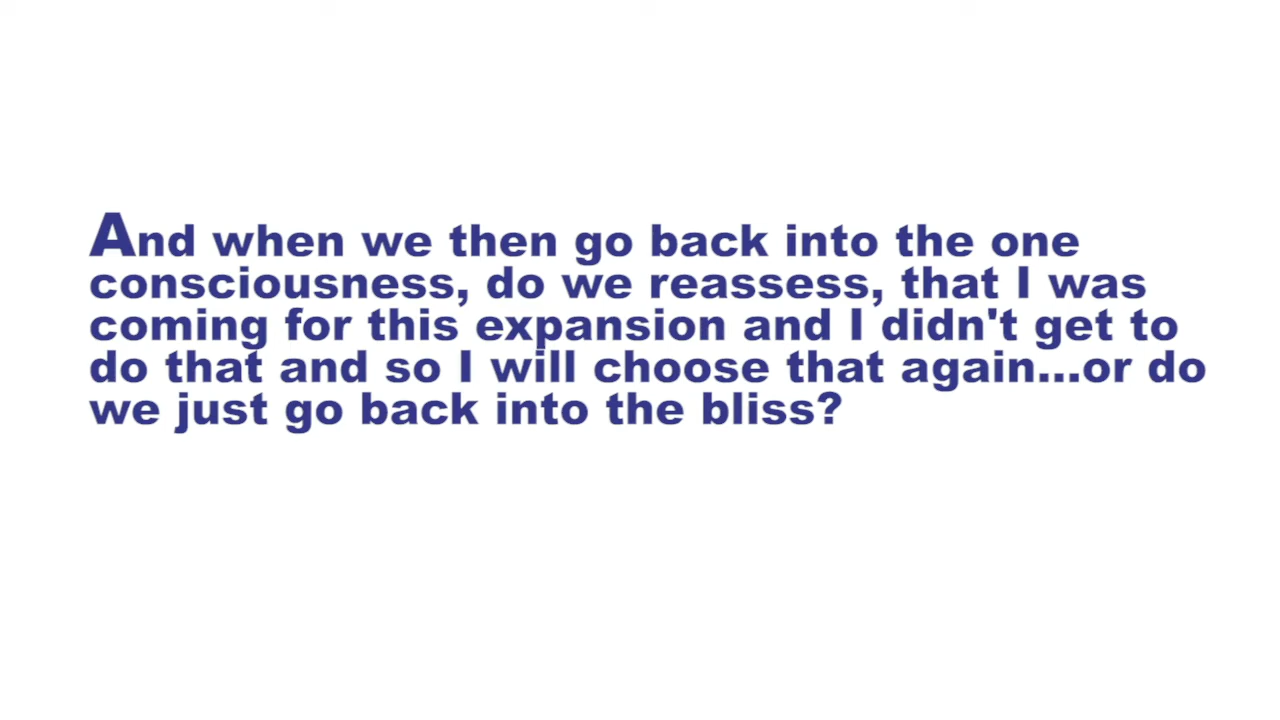 And when we then go back into the one
consciousness, do we reassess, that I was
coming for this expansion and I didn't get to
do that and so I will choose that again...or do
we just go back into the bliss?